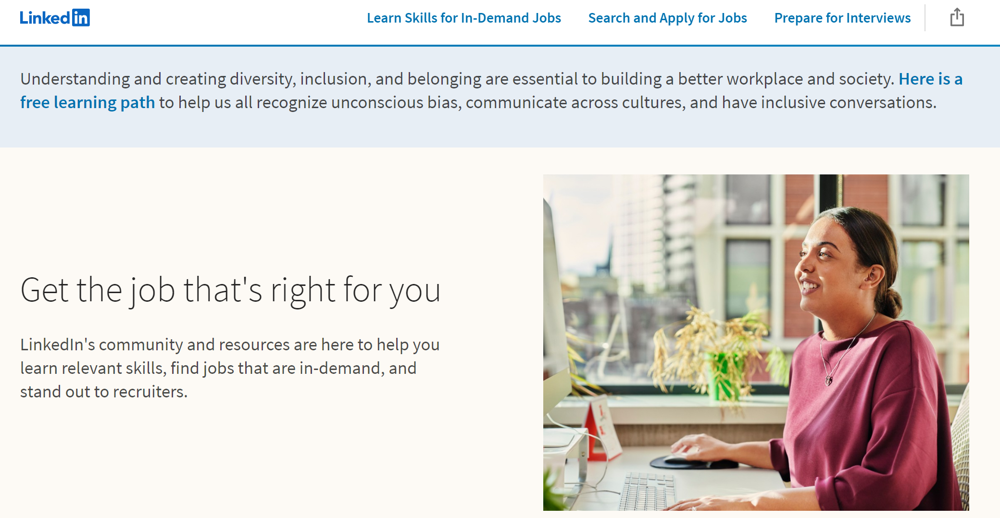 Linked in
Learn Skills for In-Demand Jobs
Search and Apply for Jobs
Prepare for Interviews
Understanding and creating diversity, inclusion, and belonging are essential to building a better workplace and society. Here is a
free learning path to help us all recognize unconscious bias, communicate across cultures, and have inclusive conversations.
Get the job that's right for you
LinkedIn's community and resources are here to help you
learn relevant skills, find jobs that are in-demand, and
stand out to recruiters.